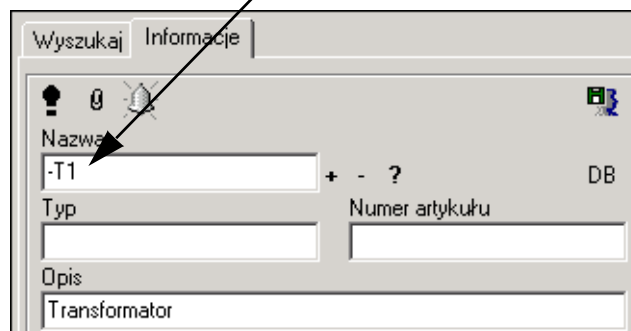 Wyszukaj Informacje
Nazwa
-T1 + - ? DB
Typ Numer artykułu
Opis
Transformator